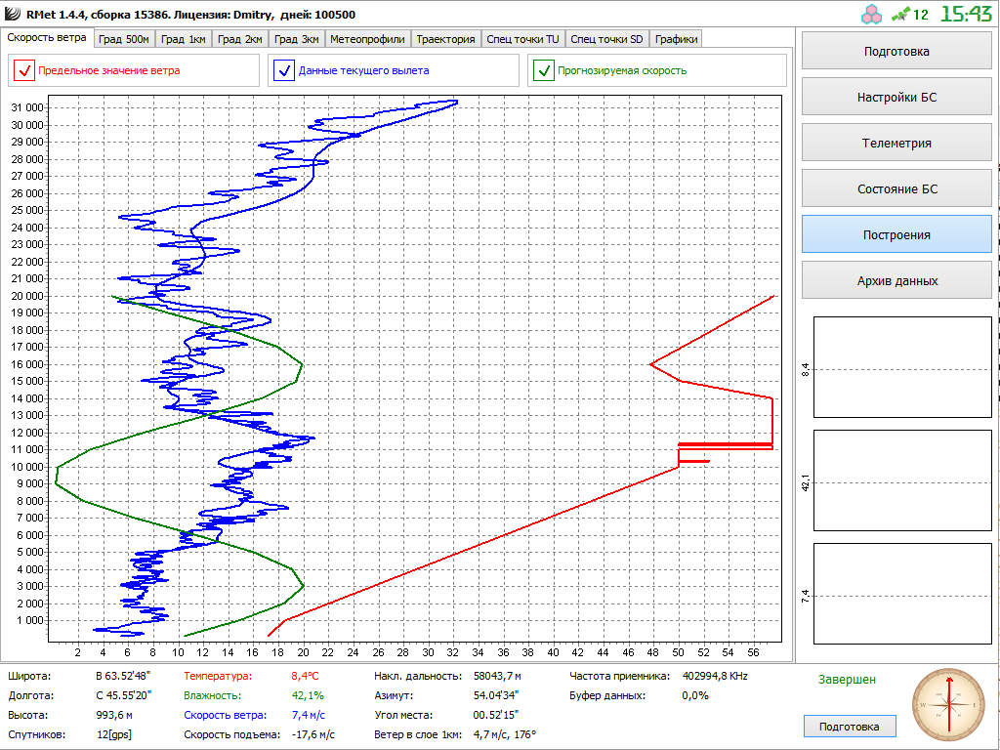 RMet 1.4.4, сборка 15386. Лицензия: Dmitry, дней: 100500
12 15:43
Скорость ветра Град 500м Град 1км Град 2км Град 3км Метеопрофили Траектория Спец точки TU Спец точки SD Графики
Предельное значение ветра Данные текущего вылета Прогнозируемая скорость
31 000
30 000
29 000
28 000
27 000
26 000
25 000
24 000
23 000
22 000
21 000
20 000
19 000
18 000
17 000
16 000
15 000
14 000
13 000
12 000
11 000
10 000
9 000
8 000
7 000
6 000
5 000
4 000
3 000
2 000
1 000
2 4 6 8 10 12 14 16 18 20 22 24 26 28 30 32 34 36 38 40 42 44 46 48 50 52 54 56
Подготовка
Настройки БС
Телеметрия
Состояние БС
Построения
Архив данных
8,4
42,1
7,4
Широта: В 63.52'48" Температура: 8,4°C Накл. дальность: 58043,7 м Частота приемника: 402994,8 KHz
Долгота: С 45.55'20" Влажность: 42,1% Азимут: 54.04'34" Буфер данных: 0,0%
Высота: 993,6 м Скорость ветра: 7,4 м/с Угол места: 00.52'15"
Спутников: 12[gps] Скорость подъема: -17,6 м/с Ветер в слое 1км: 4,7 м/с, 176°
Завершен
Подготовка